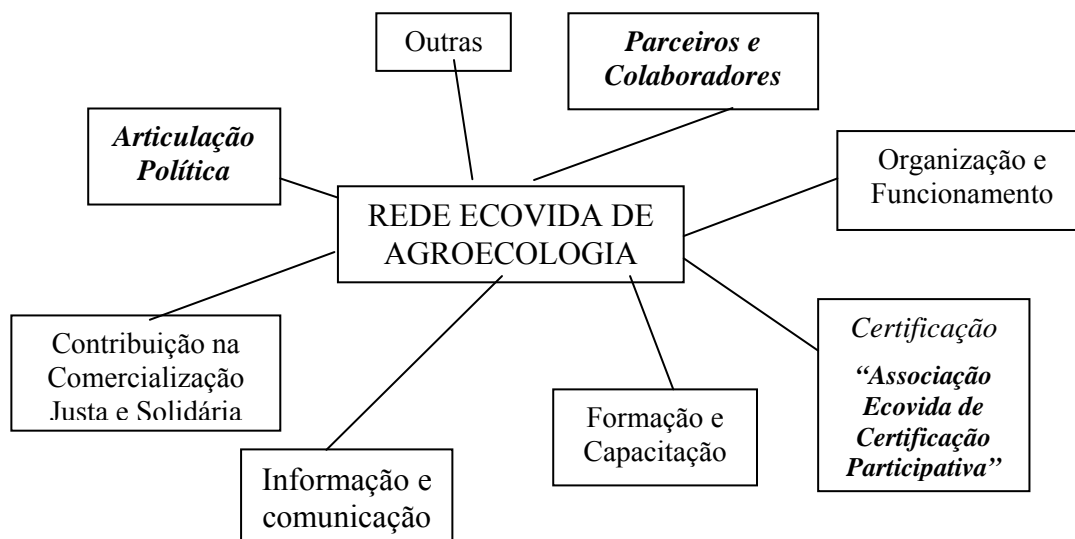 Outras
Parceiros e
Colaboradores
Articulação
Política
Organização e
Funcionamento
REDE ECOVIDA DE
AGROECOLOGIA
Contribuição na
Comercialização
Justa e Solidária
Certificação
“Associação
Ecovida de
Certificação
Participativa”
Formação e
Capacitação
Informação e
comunicação